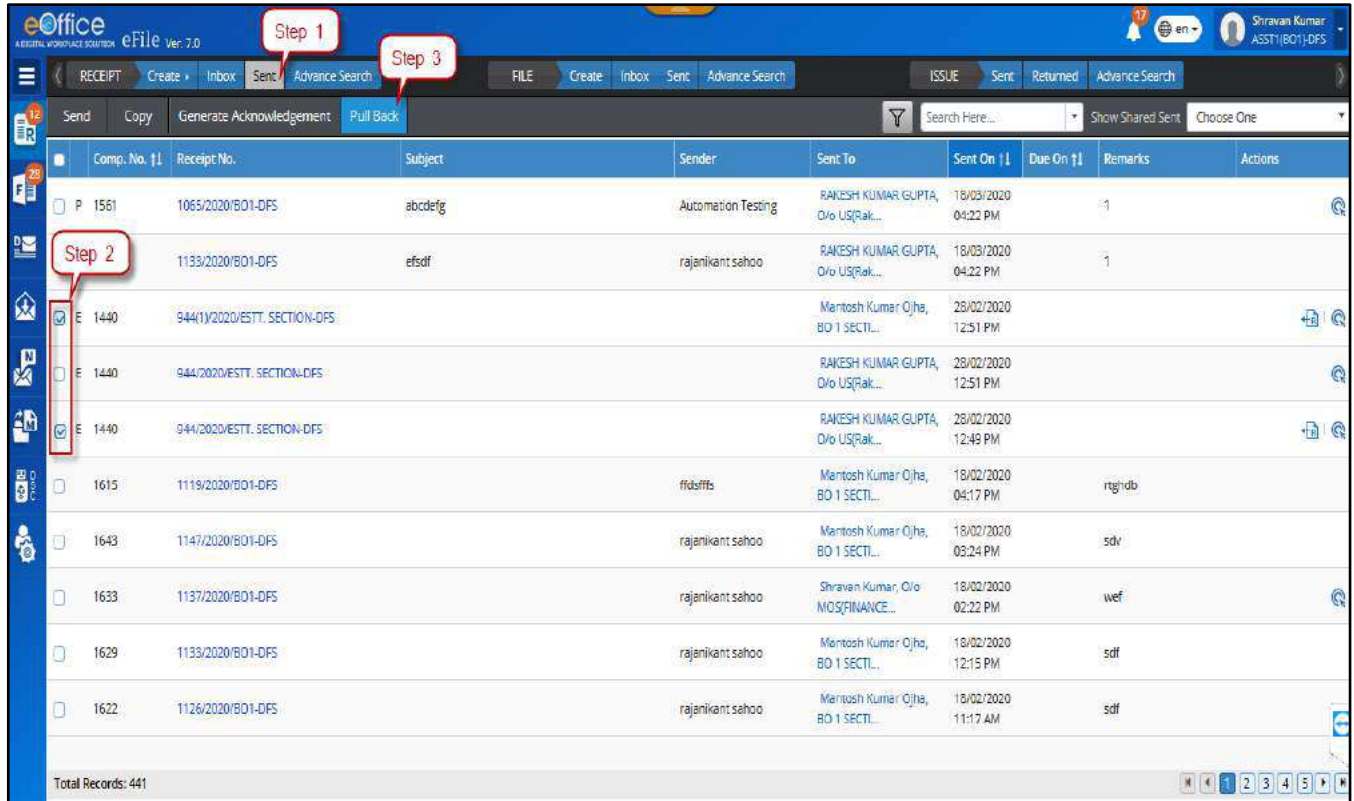 eOffice
A DIGITAL WORKPLACE SOLUTION eFile Ver. 7.0
Step 1
17
en
Shravan Kumar
ASST1(BO1)-DFS
RECEIPT Create Inbox Sent Advance Search
Step 3
FILE Create Inbox Sent Advance Search
ISSUE Sent Returned Advance Search
12
R
Send Copy Generate Acknowledgement Pull Back
Search Here... Show Shared Sent Choose One
Comp. No. Receipt No. Subject Sender Sent To Sent On Due On Remarks Actions
28
F
P 1561 1065/2020/BO1-DFS abcdefg Automation Testing RAKESH KUMAR GUPTA, O/o US(Rak... 18/03/2020 04:22 PM 1
Step 2
1133/2020/BO1-DFS efsdf rajanikant sahoo RAKESH KUMAR GUPTA, O/o US(Rak... 18/03/2020 04:22 PM 1
E 1440 944(1)/2020/ESTT. SECTION-DFS Mantosh Kumar Ojha, BO 1 SECTI... 28/02/2020 12:51 PM
N
E 1440 944/2020/ESTT. SECTION-DFS RAKESH KUMAR GUPTA, O/o US(Rak... 28/02/2020 12:51 PM
M
E 1440 944/2020/ESTT. SECTION-DFS RAKESH KUMAR GUPTA, O/o US(Rak... 28/02/2020 12:49 PM
DSC
1615 1119/2020/BO1-DFS ffdsfffs Mantosh Kumar Ojha, BO 1 SECTI... 18/02/2020 04:17 PM rtghdb
1643 1147/2020/BO1-DFS rajanikant sahoo Mantosh Kumar Ojha, BO 1 SECTI... 18/02/2020 03:24 PM sdv
1633 1137/2020/BO1-DFS rajanikant sahoo Shravan Kumar, O/o MOS(FINANCE... 18/02/2020 02:22 PM wef
1629 1133/2020/BO1-DFS rajanikant sahoo Mantosh Kumar Ojha, BO 1 SECTI... 18/02/2020 12:15 PM sdf
1622 1126/2020/BO1-DFS rajanikant sahoo Mantosh Kumar Ojha, BO 1 SECTI... 18/02/2020 11:17 AM sdf
Total Records: 441
1 2 3 4 5